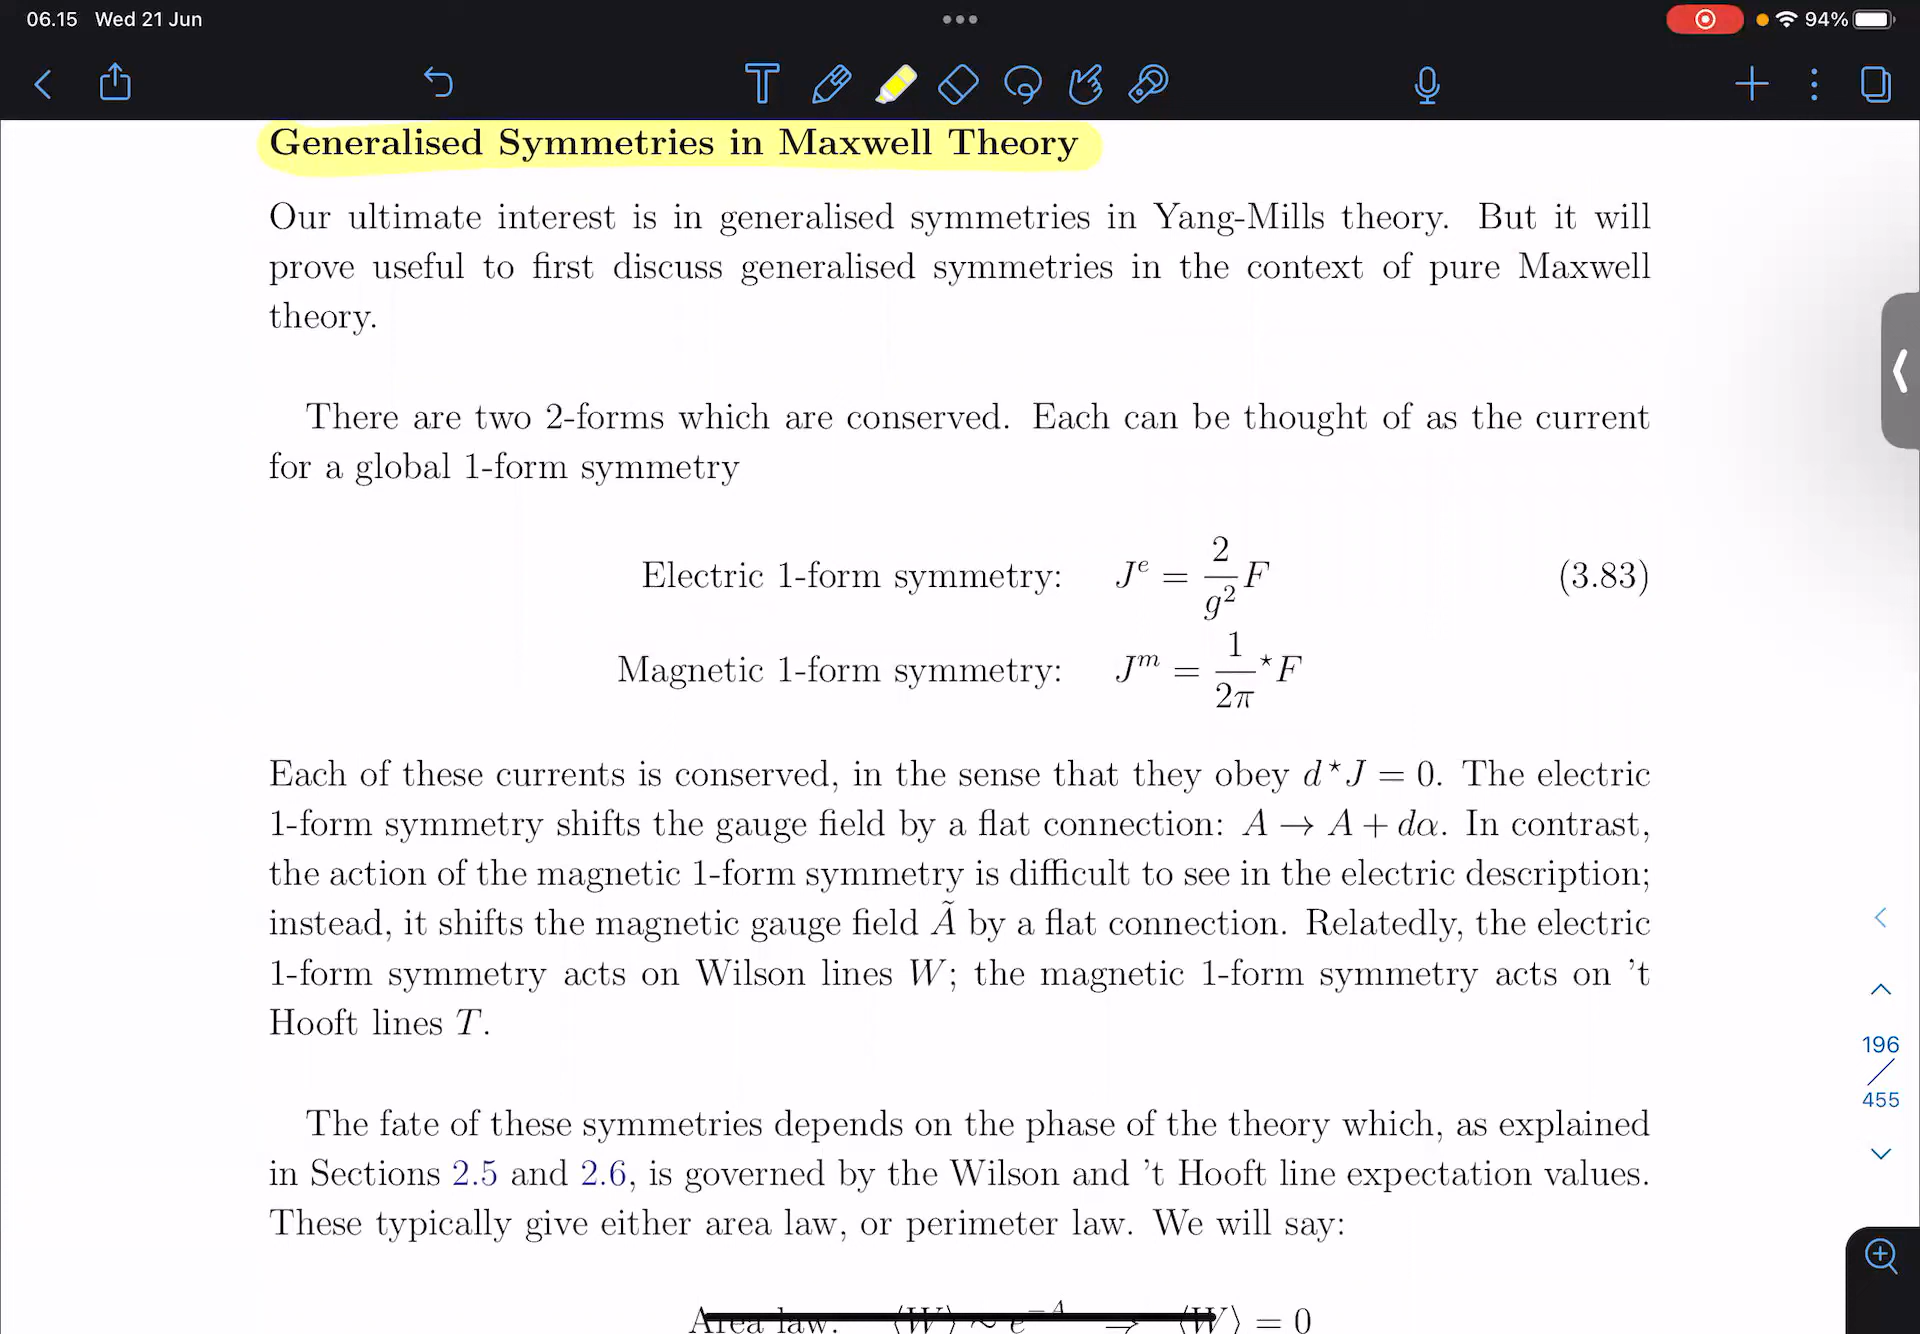 06.15 Wed 21 Jun
94%
Generalised Symmetries in Maxwell Theory
Our ultimate interest is in generalised symmetries in Yang-Mills theory. But it will
prove useful to first discuss generalised symmetries in the context of pure Maxwell
theory.
There are two 2-forms which are conserved. Each can be thought of as the current
for a global 1-form symmetry
Electric 1-form symmetry: Jᵉ = 2/g² F (3.83)
Magnetic 1-form symmetry: Jᵐ = 1/2π ⋆F
Each of these currents is conserved, in the sense that they obey d⋆J = 0. The electric
1-form symmetry shifts the gauge field by a flat connection: A → A + dα. In contrast,
the action of the magnetic 1-form symmetry is difficult to see in the electric description;
instead, it shifts the magnetic gauge field Ã by a flat connection. Relatedly, the electric
1-form symmetry acts on Wilson lines W; the magnetic 1-form symmetry acts on 't
Hooft lines T.
196
/
455
The fate of these symmetries depends on the phase of the theory which, as explained
in Sections 2.5 and 2.6, is governed by the Wilson and 't Hooft line expectation values.
These typically give either area law, or perimeter law. We will say:
Area law: ⟨W⟩ ~ e⁻ᴬ ⇒ ⟨W⟩ = 0